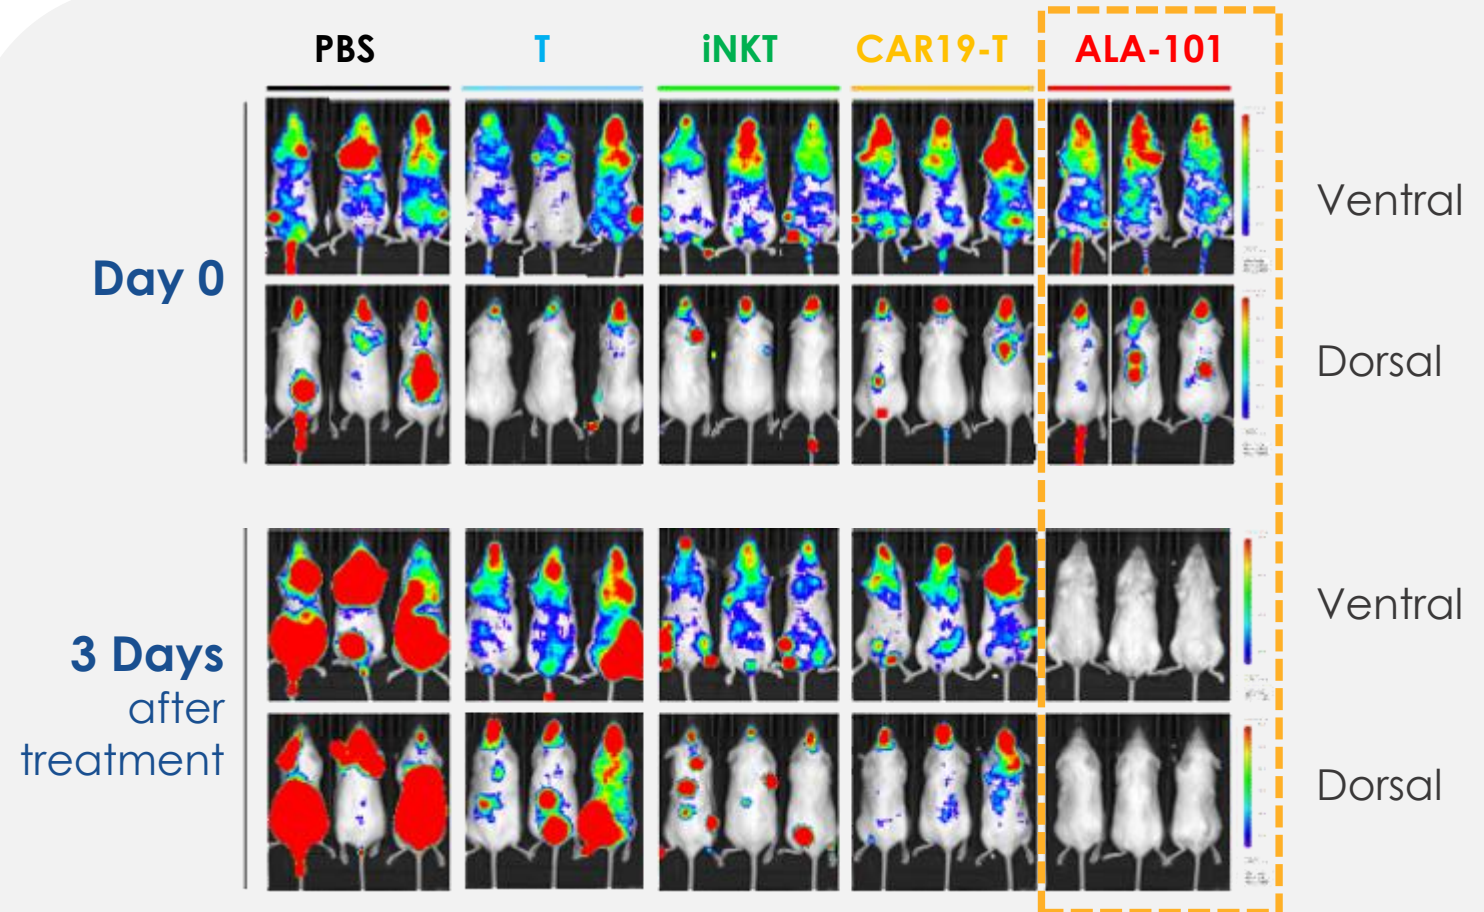 PBS
T
iNKT
CAR19-T
ALA-101
Day 0
Ventral
Dorsal
3 Days
after
treatment
Ventral
Dorsal